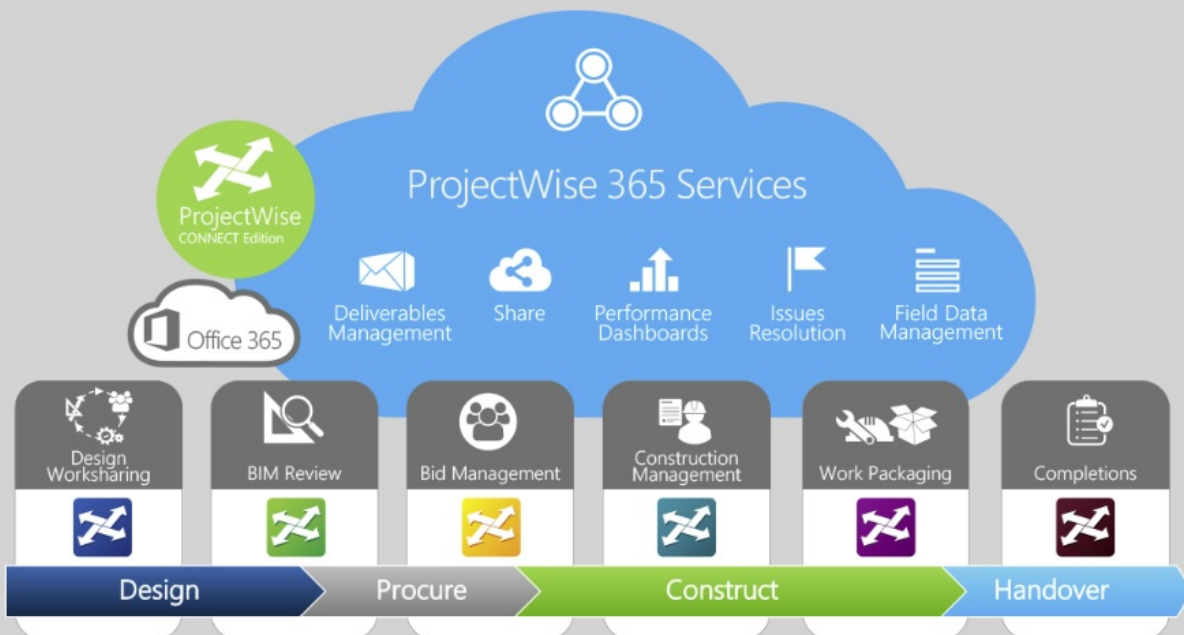 ProjectWise 365 Services
ProjectWise
CONNECT Edition
Office 365
Deliverables
Management
Share
Performance
Dashboards
Issues
Resolution
Field Data
Management
Design
Worksharing
BIM Review
Bid Management
Construction
Management
Work Packaging
Completions
Design
Procure
Construct
Handover